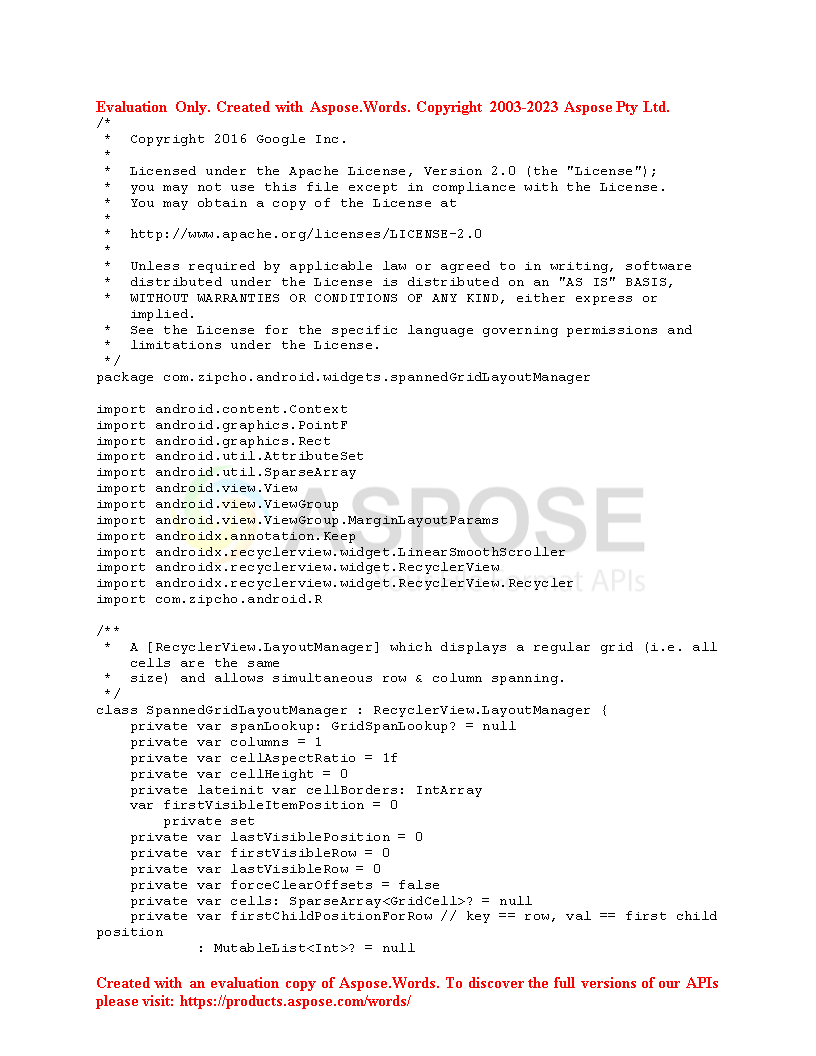 Evaluation Only. Created with Aspose.Words. Copyright 2003-2023 Aspose Pty Ltd.
/*
 *  Copyright 2016 Google Inc.
 *
 *  Licensed under the Apache License, Version 2.0 (the "License");
 *  you may not use this file except in compliance with the License.
 *  You may obtain a copy of the License at
 *
 *  http://www.apache.org/licenses/LICENSE-2.0
 *
 *  Unless required by applicable law or agreed to in writing, software
 *  distributed under the License is distributed on an "AS IS" BASIS,
 *  WITHOUT WARRANTIES OR CONDITIONS OF ANY KIND, either express or
    implied.
 *  See the License for the specific language governing permissions and
 *  limitations under the License.
 */
package com.zipcho.android.widgets.spannedGridLayoutManager

import android.content.Context
import android.graphics.PointF
import android.graphics.Rect
import android.util.AttributeSet
import android.util.SparseArray
import android.view.View
import android.view.ViewGroup
import android.view.ViewGroup.MarginLayoutParams
import androidx.annotation.Keep
import androidx.recyclerview.widget.LinearSmoothScroller
import androidx.recyclerview.widget.RecyclerView
import androidx.recyclerview.widget.RecyclerView.Recycler
import com.zipcho.android.R
ASPOSE
APIs

/**
 *  A [RecyclerView.LayoutManager] which displays a regular grid (i.e. all
    cells are the same
 *  size) and allows simultaneous row & column spanning.
 */
class SpannedGridLayoutManager : RecyclerView.LayoutManager {
    private var spanLookup: GridSpanLookup? = null
    private var columns = 1
    private var cellAspectRatio = 1f
    private var cellHeight = 0
    private lateinit var cellBorders: IntArray
    var firstVisibleItemPosition = 0
        private set
    private var lastVisiblePosition = 0
    private var firstVisibleRow = 0
    private var lastVisibleRow = 0
    private var forceClearOffsets = false
    private var cells: SparseArray<GridCell>? = null
    private var firstChildPositionForRow // key == row, val == first child
position
            : MutableList<Int>? = null

Created with an evaluation copy of Aspose.Words. To discover the full versions of our APIs
please visit: https://products.aspose.com/words/